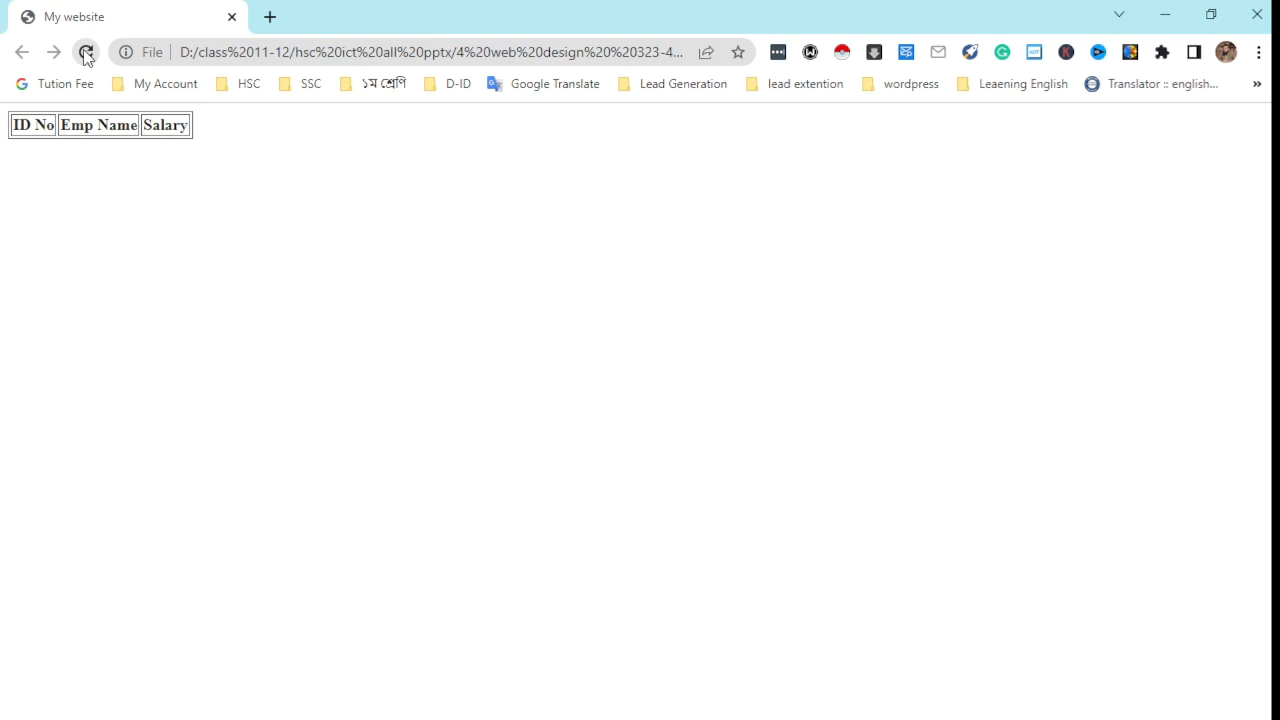 My website
File D:/class%2011-12/hsc%20ict%20all%20pptx/4%20web%20design%20%20323-4...
Tution Fee My Account HSC SSC ১ম শ্রেণি D-ID Google Translate Lead Generation lead extention wordpress Leaening English Translator :: english... »
ID No Emp Name Salary